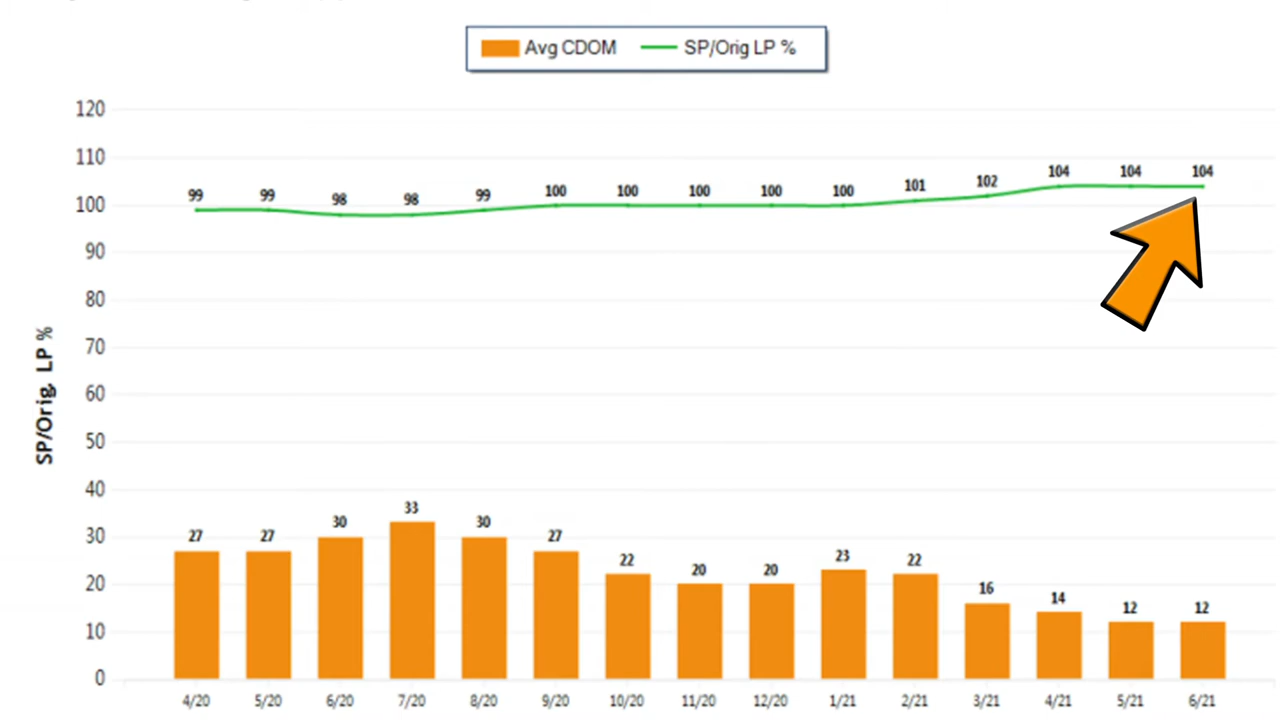 Avg CDOM SP/Orig LP %
120
110
100
90
80
70
60
50
40
30
20
10
0
SP/Orig. LP %
99 99 98 98 99 100 100 100 100 100 101 102 104 104 104
27 27 30 33 30 27 22 20 20 23 22 16 14 12 12
4/20 5/20 6/20 7/20 8/20 9/20 10/20 11/20 12/20 1/21 2/21 3/21 4/21 5/21 6/21